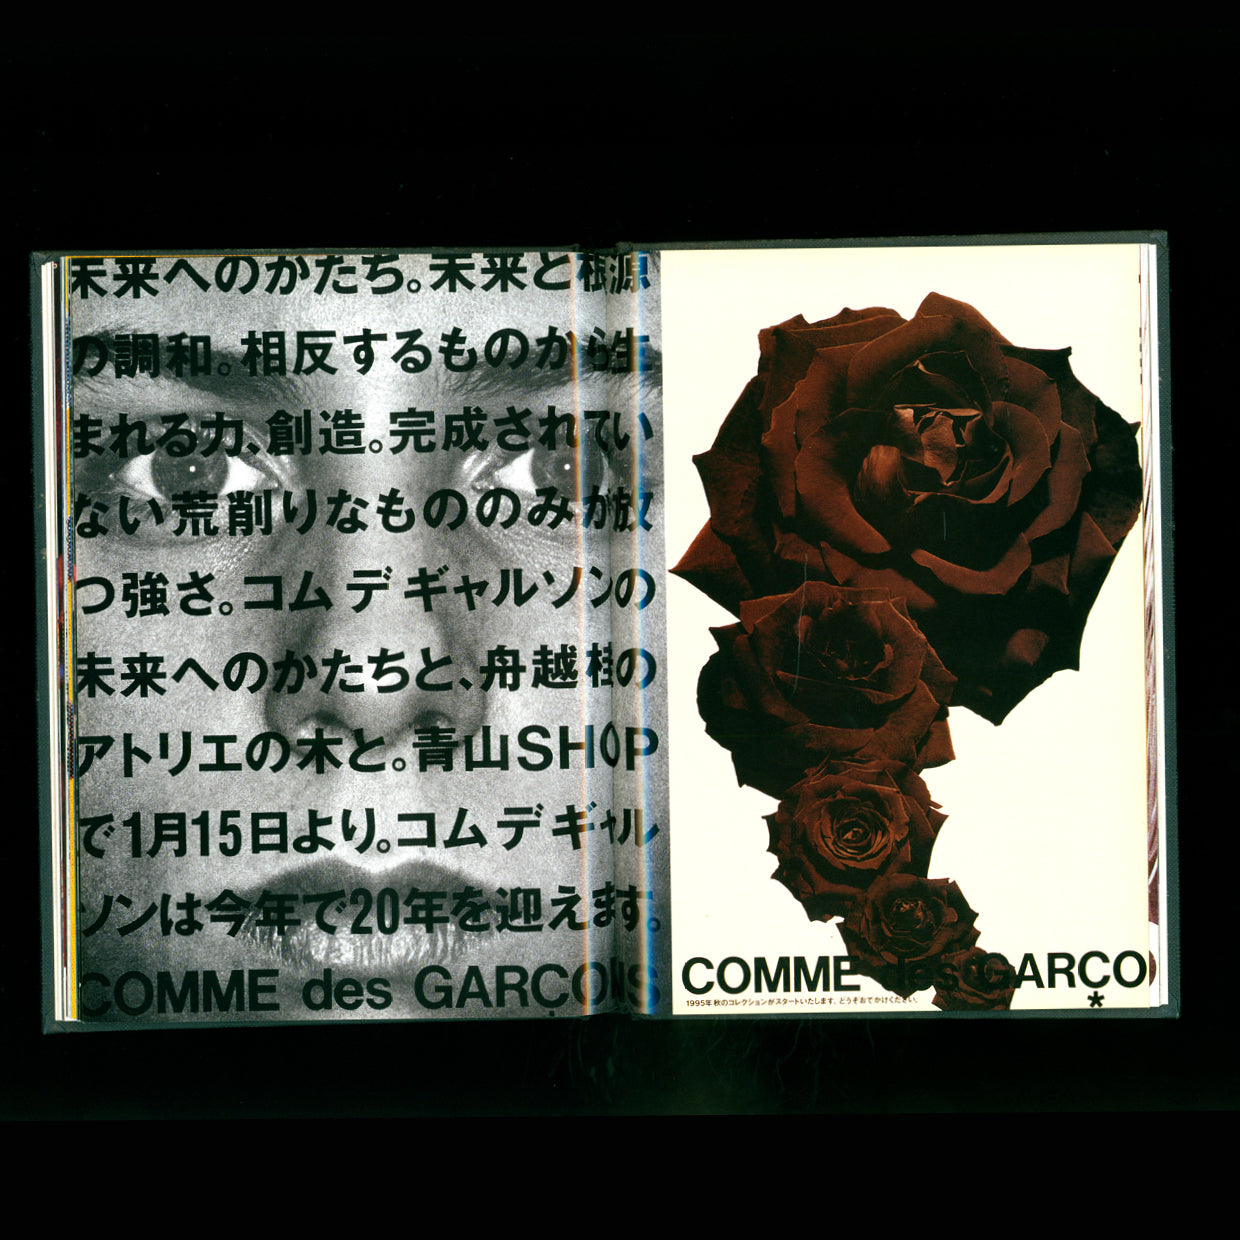 未来へのかたち。未来と根源
の調和。相反するものから生
まれる力、創造。完成されてい
ない荒削りなもののみが放
つ強さ。コム デ ギャルソンの
未来へのかたちと、舟越桂の
アトリエの木と。青山SHOP
で1月15日より。コム デ ギャル
ソンは今年で20年を迎えます。
COMME des GARÇONS
COMME des GARÇO
*
1995年秋のコレクションがスタートいたします。どうぞおでかけください。